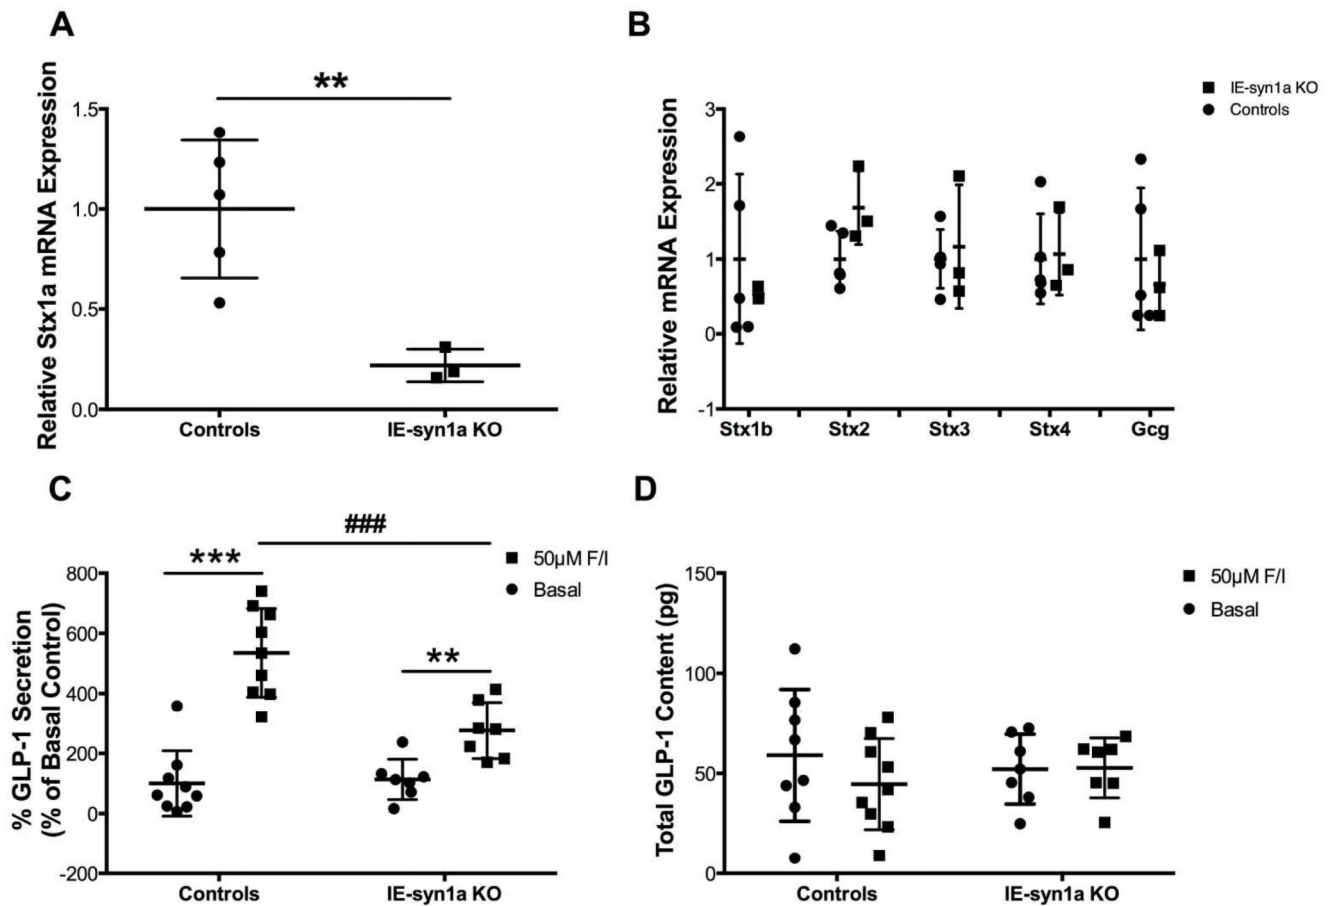 A
Relative Stx1a mRNA Expression
**
1.5
1.0
0.5
0.0
Controls
IE-syn1a KO
B
Relative mRNA Expression
IE-syn1a KO
Controls
3
2
1
0
-1
Stx1b
Stx2
Stx3
Stx4
Gcg
C
% GLP-1 Secretion
(% of Basal Control)
###
***
**
50μM F/I
Basal
800
600
400
200
0
-200
Controls
IE-syn1a KO
D
Total GLP-1 Content (pg)
50μM F/I
Basal
150
100
50
0
Controls
IE-syn1a KO